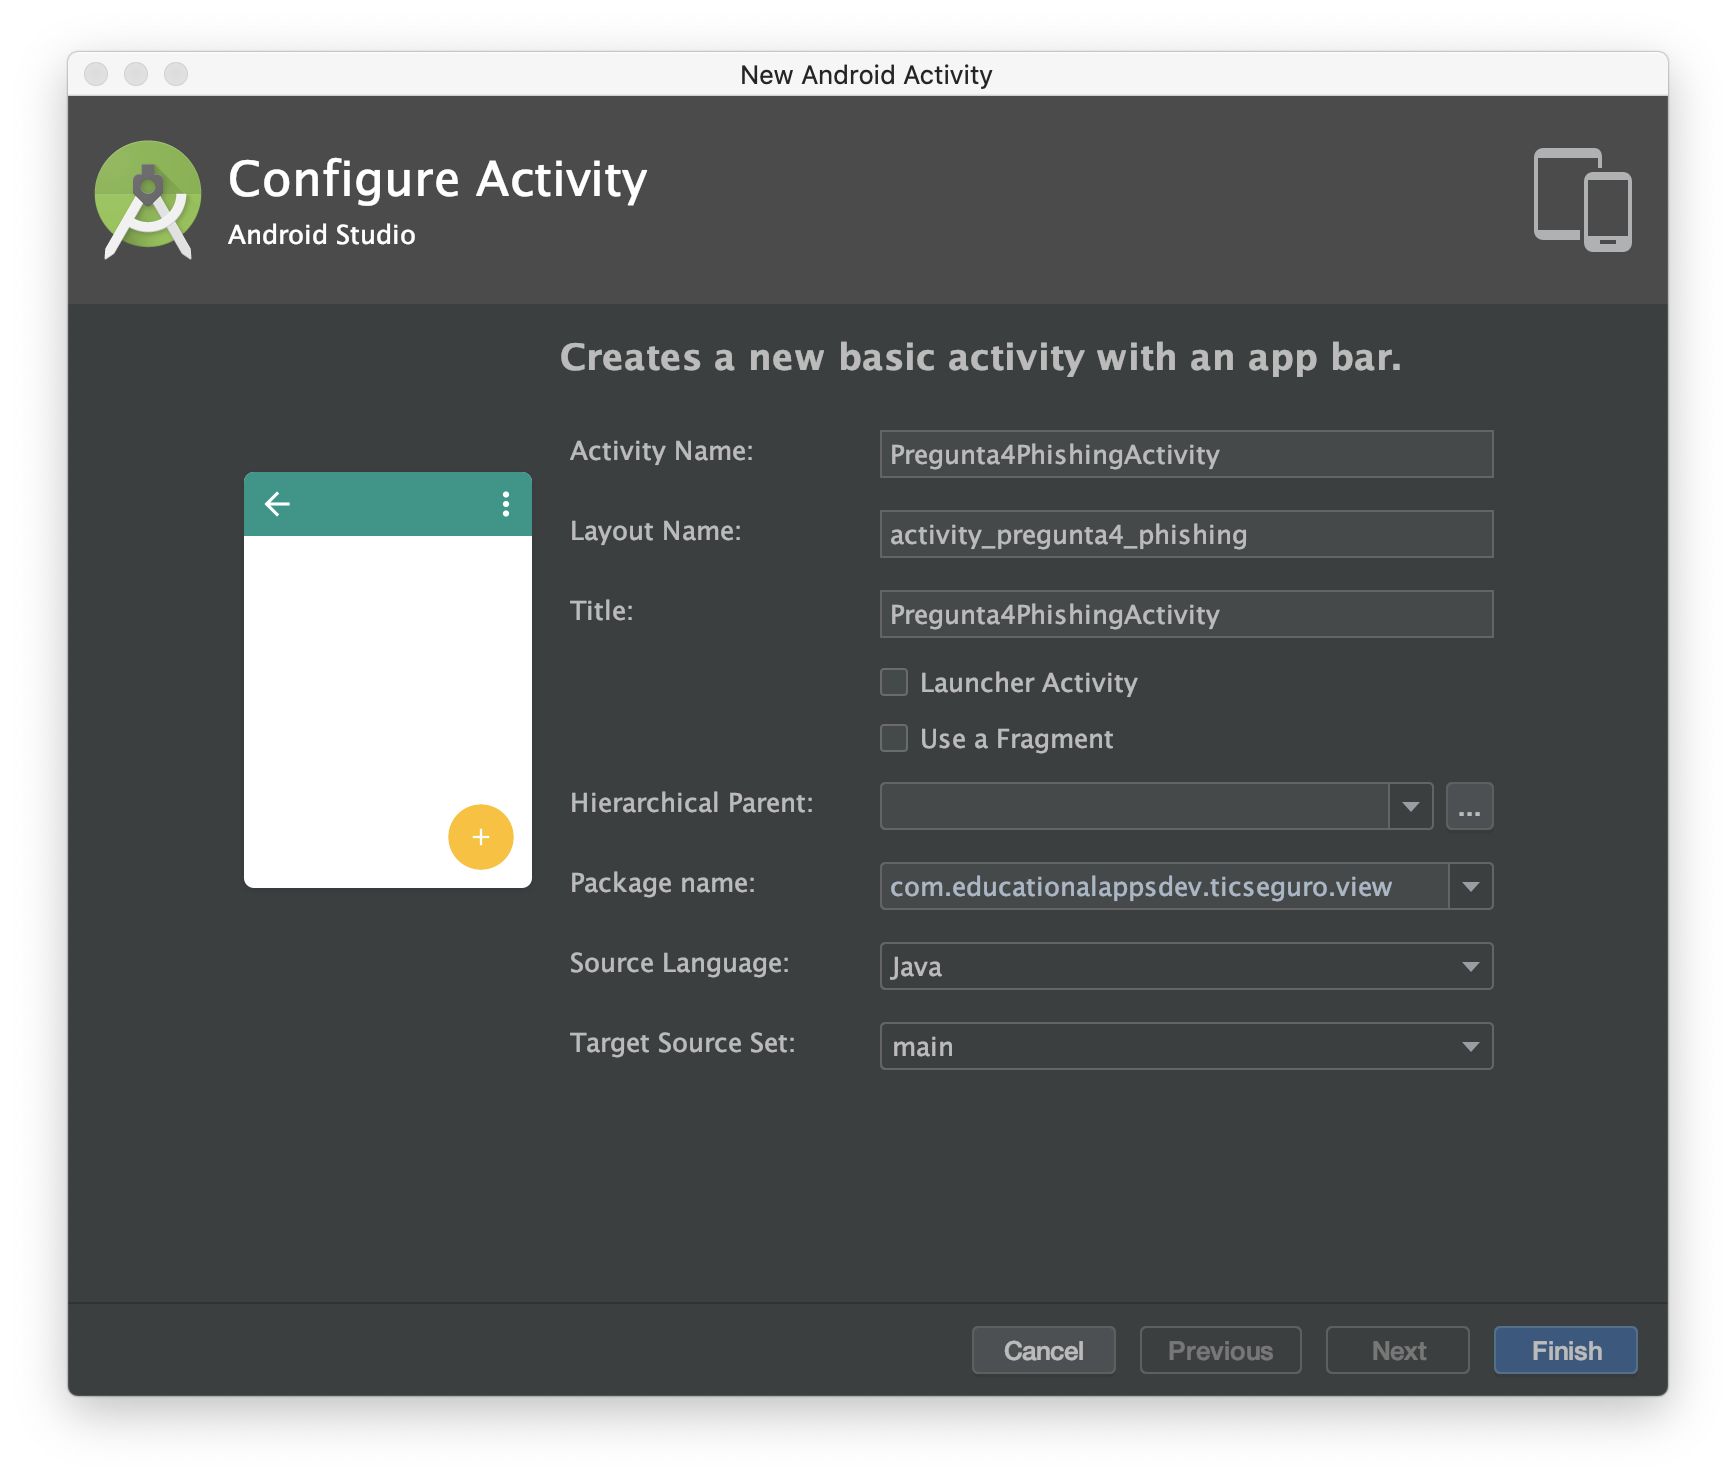 New Android Activity
Configure Activity
Android Studio
Creates a new basic activity with an app bar.
Activity Name: Pregunta4PhishingActivity
Layout Name: activity_pregunta4_phishing
Title: Pregunta4PhishingActivity
Launcher Activity
Use a Fragment
Hierarchical Parent: ...
Package name: com.educationalappsdev.ticseguro.view
Source Language: Java
Target Source Set: main
Cancel Previous Next Finish